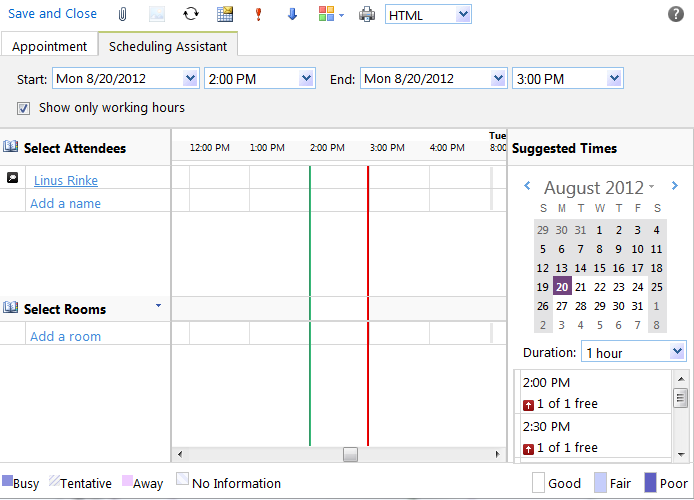 Save and Close HTML
Appointment Scheduling Assistant
Start: Mon 8/20/2012 2:00 PM End: Mon 8/20/2012 3:00 PM
Show only working hours
Tue
Select Attendees 12:00 PM 1:00 PM 2:00 PM 3:00 PM 4:00 PM 8:00 Suggested Times
Linus Rinke
Add a name
August 2012
S M T W T F S
29 30 31 1 2 3 4
5 6 7 8 9 10 11
12 13 14 15 16 17 18
19 20 21 22 23 24 25
26 27 28 29 30 31 1
2 3 4 5 6 7 8
Select Rooms
Add a room
Duration: 1 hour
2:00 PM
1 of 1 free
2:30 PM
1 of 1 free
Busy Tentative Away No Information Good Fair Poor